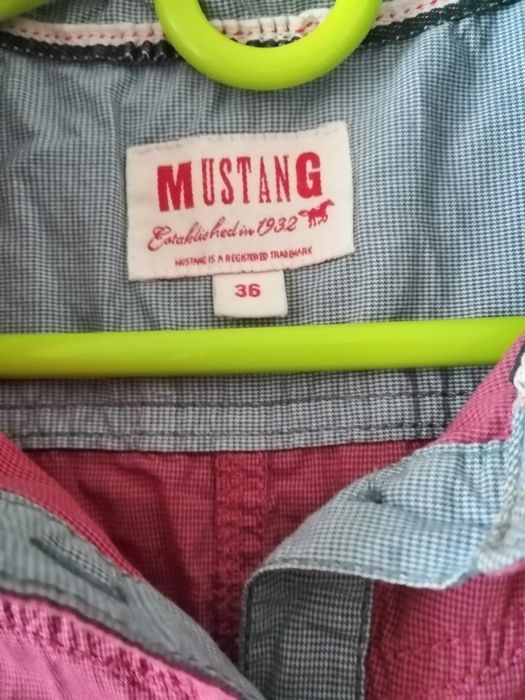 MUSTANG
Established in 1932
MUSTANG IS A REGISTERED TRADEMARK
36